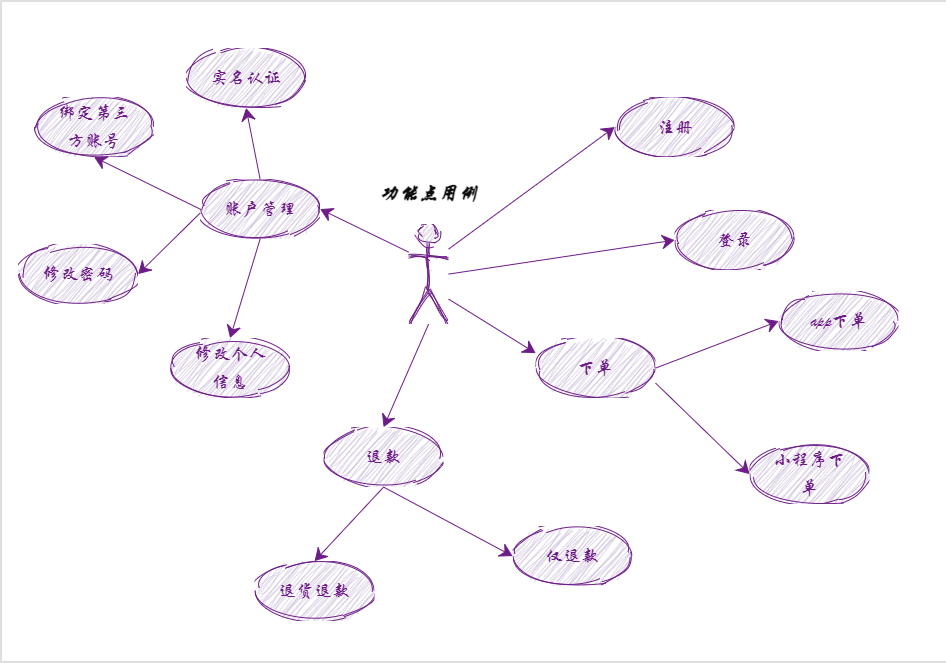 实名认证
绑定第三
方账号
注册
功能点用例
账户管理
登录
修改密码
app下单
修改个人
信息
下单
退款
小程序下
单
仅退款
退货退款